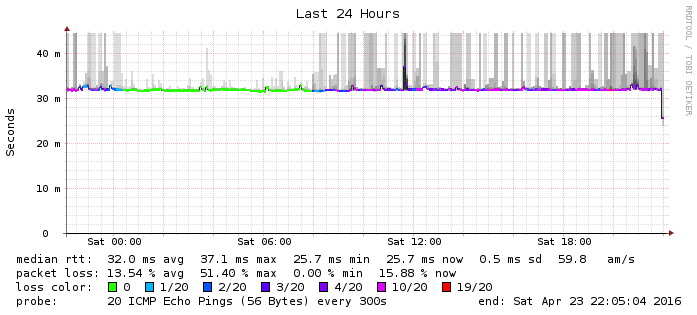 Last 24 Hours
RRDTOOL / TOBI OETIKER
Seconds
40 m
30 m
20 m
10 m
0
Sat 00:00 Sat 06:00 Sat 12:00 Sat 18:00
median rtt: 32.0 ms avg 37.1 ms max 25.7 ms min 25.7 ms now 0.5 ms sd 59.8 am/s
packet loss: 13.54 % avg 51.40 % max 0.00 % min 15.88 % now
loss color: 0 1/20 2/20 3/20 4/20 10/20 19/20
probe: 20 ICMP Echo Pings (56 Bytes) every 300s end: Sat Apr 23 22:05:04 2016